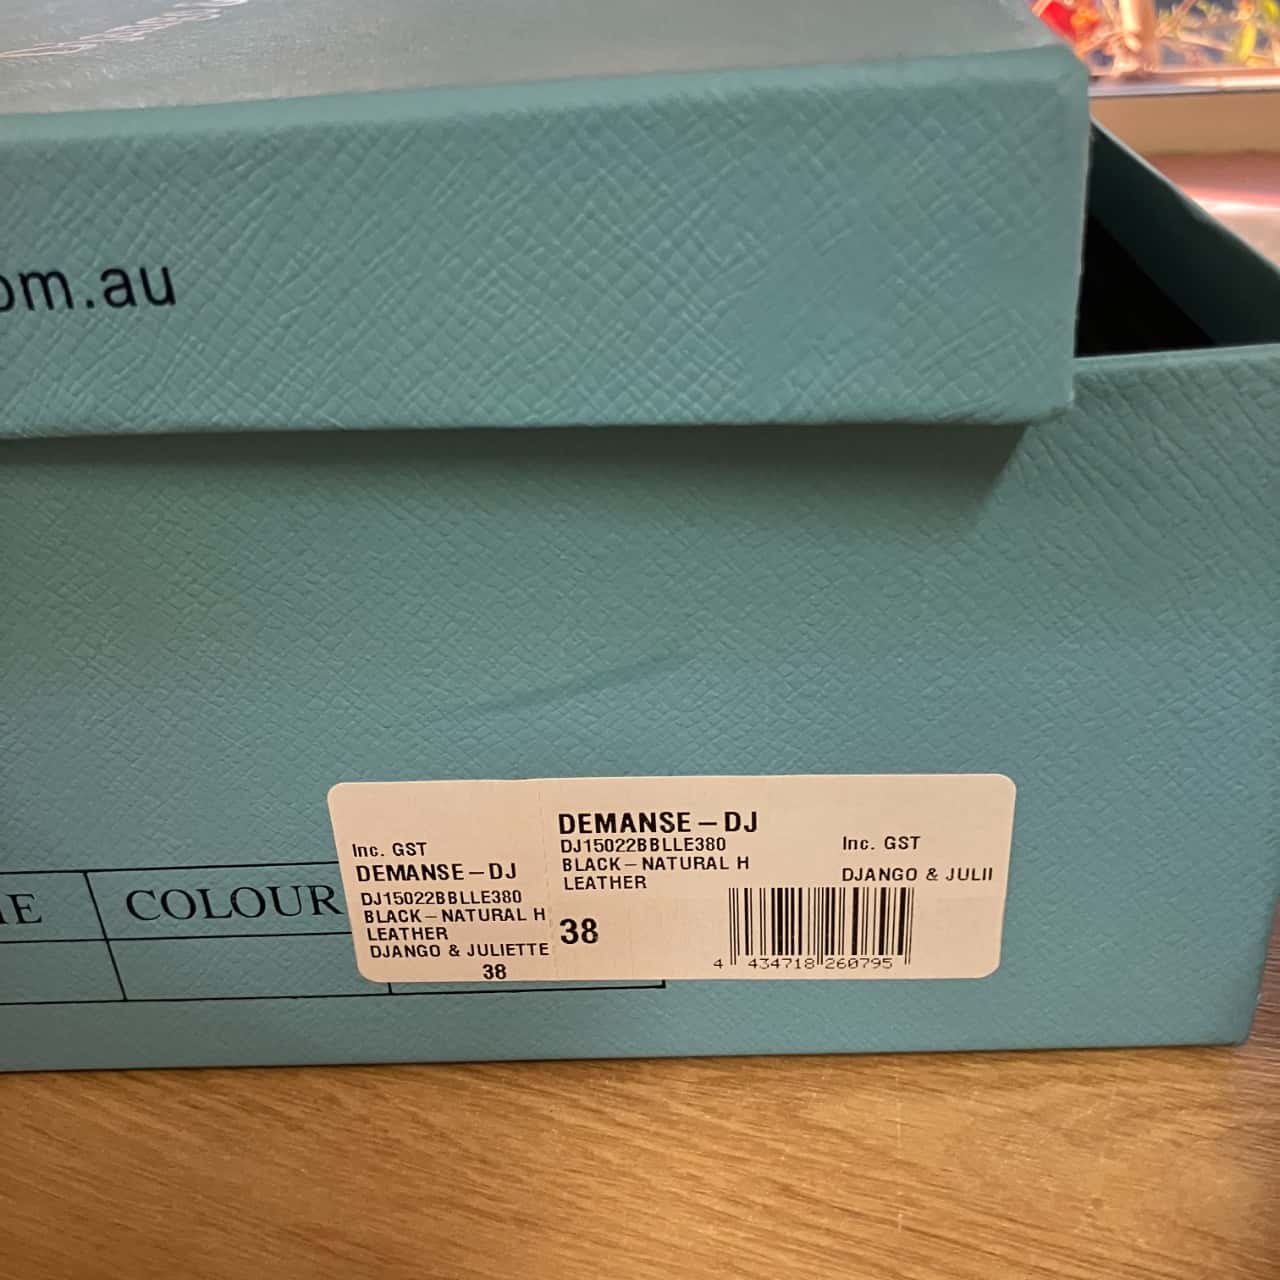 om.au
COLOUR
Inc. GST
DEMANSE-DJ
DJ15022BBLLE380
BLACK-NATURAL H
LEATHER
DJANGO & JULIETTE
38
DEMANSE-DJ
DJ15022BBLLE380
BLACK-NATURAL H
LEATHER
38
Inc. GST
DJANGO & JULII
4 434718 260795